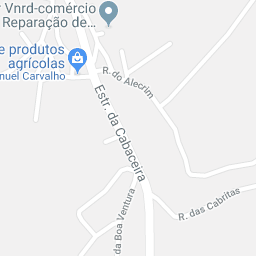 Vnrd-comércio
Reparação de...
e produtos
agrícolas
nuel Carvalho
R. do Alecrim
Estr. da Cabaceira
R. das Cabritas
da Boa Ventura